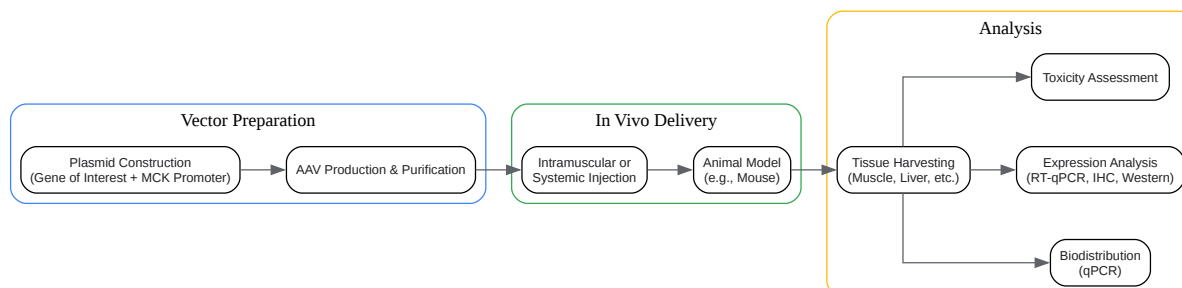 Vector Preparation
Plasmid Construction
(Gene of Interest + MCK Promoter)
AAV Production & Purification
In Vivo Delivery
Intramuscular or
Systemic Injection
Animal Model
(e.g., Mouse)
Analysis
Tissue Harvesting
(Muscle, Liver, etc.)
Toxicity Assessment
Expression Analysis
(RT-qPCR, IHC, Western)
Biodistribution
(qPCR)